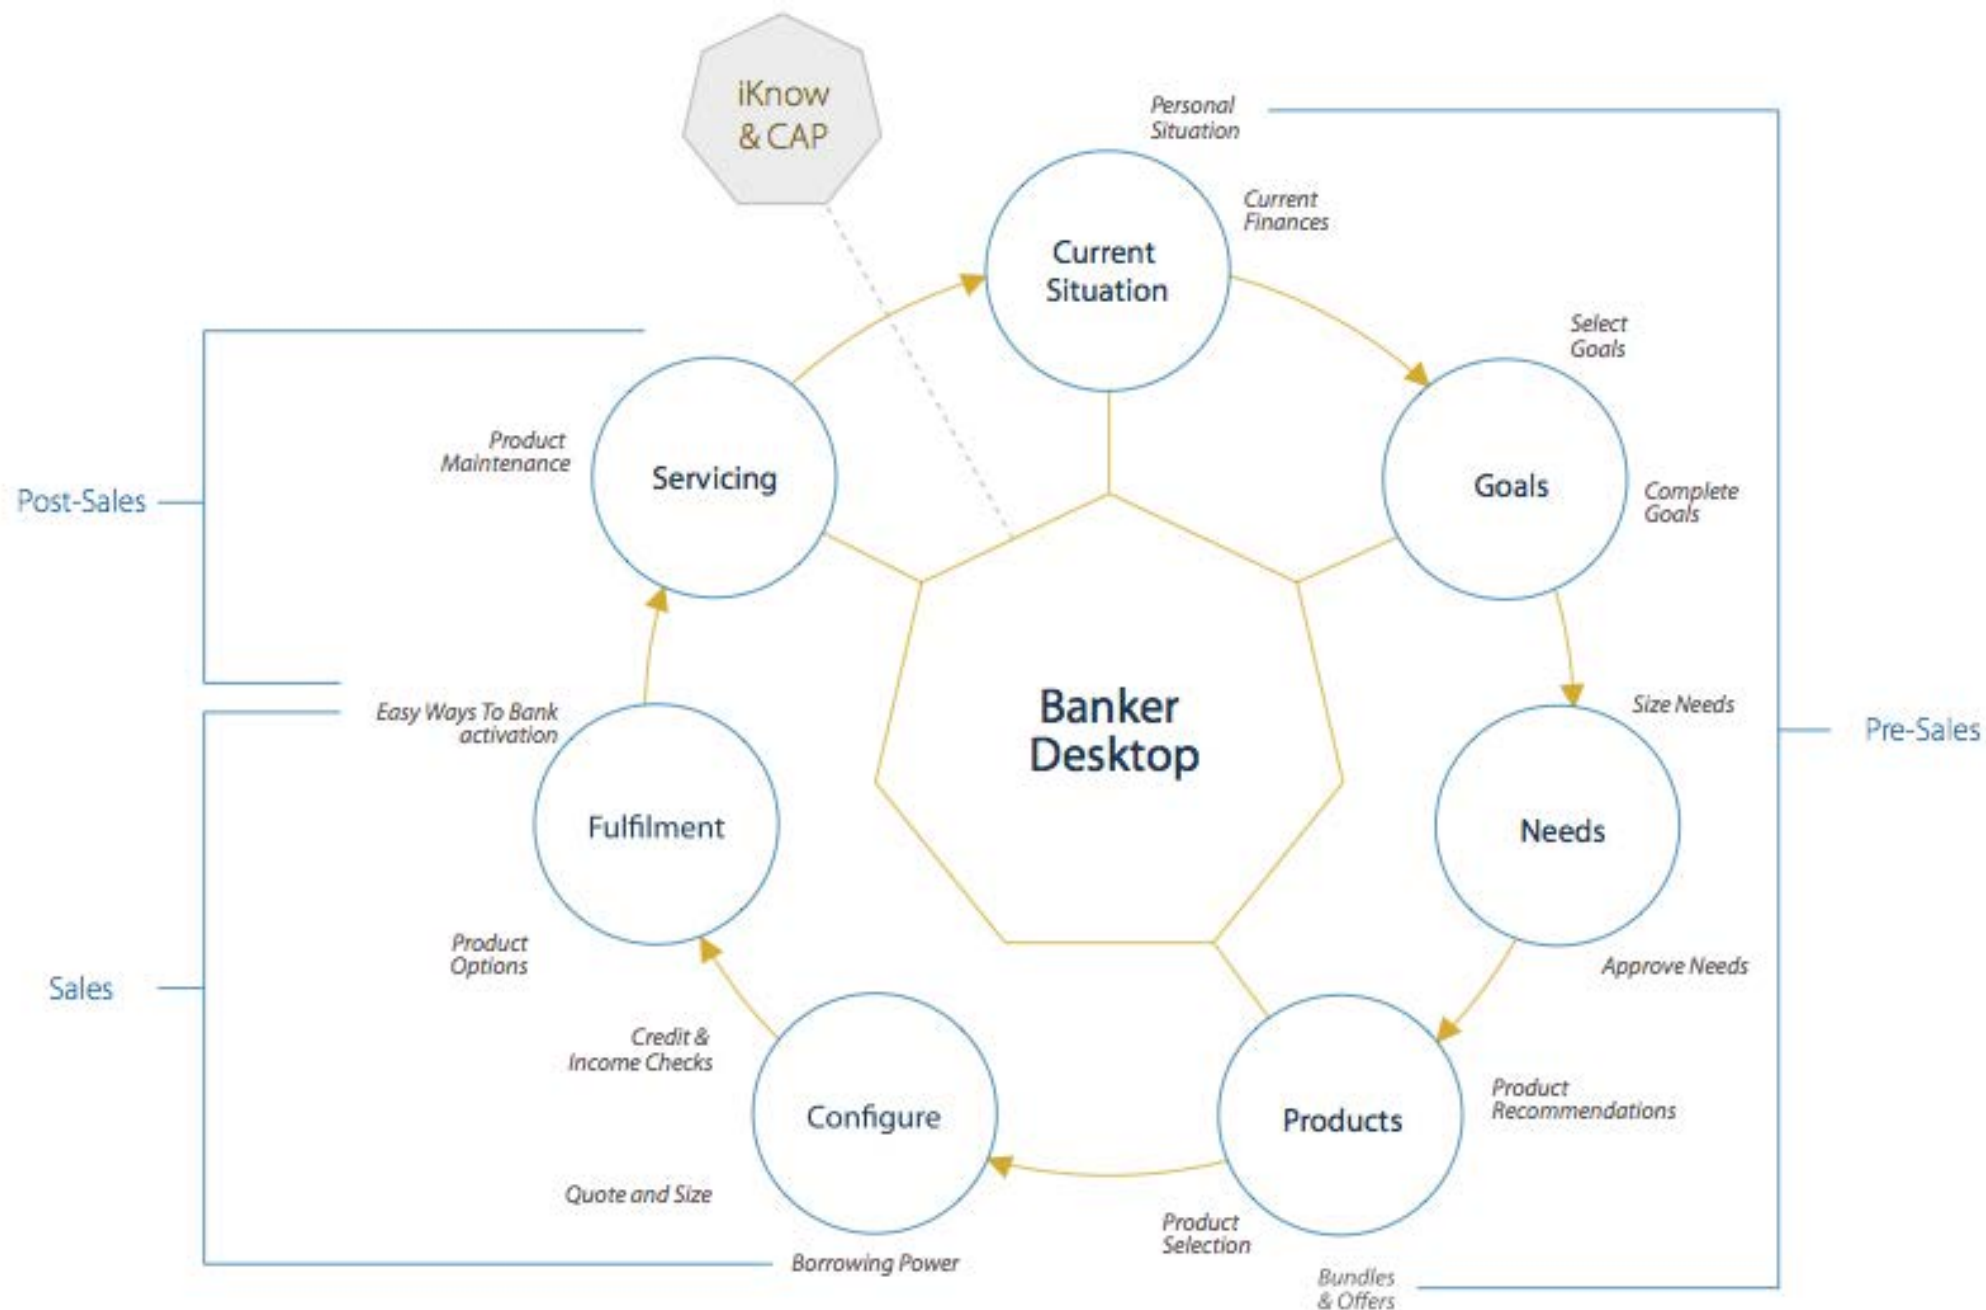 iKnow
& CAP
Personal
Situation
Current
Finances
Current
Situation
Select
Goals
Product
Maintenance
Servicing
Goals
Complete
Goals
Post-Sales
Easy Ways To Bank
activation
Banker
Desktop
Size Needs
Pre-Sales
Fulfilment
Needs
Product
Options
Approve Needs
Sales
Credit &
Income Checks
Configure
Products
Product
Recommendations
Quote and Size
Product
Selection
Borrowing Power
Bundles
& Offers